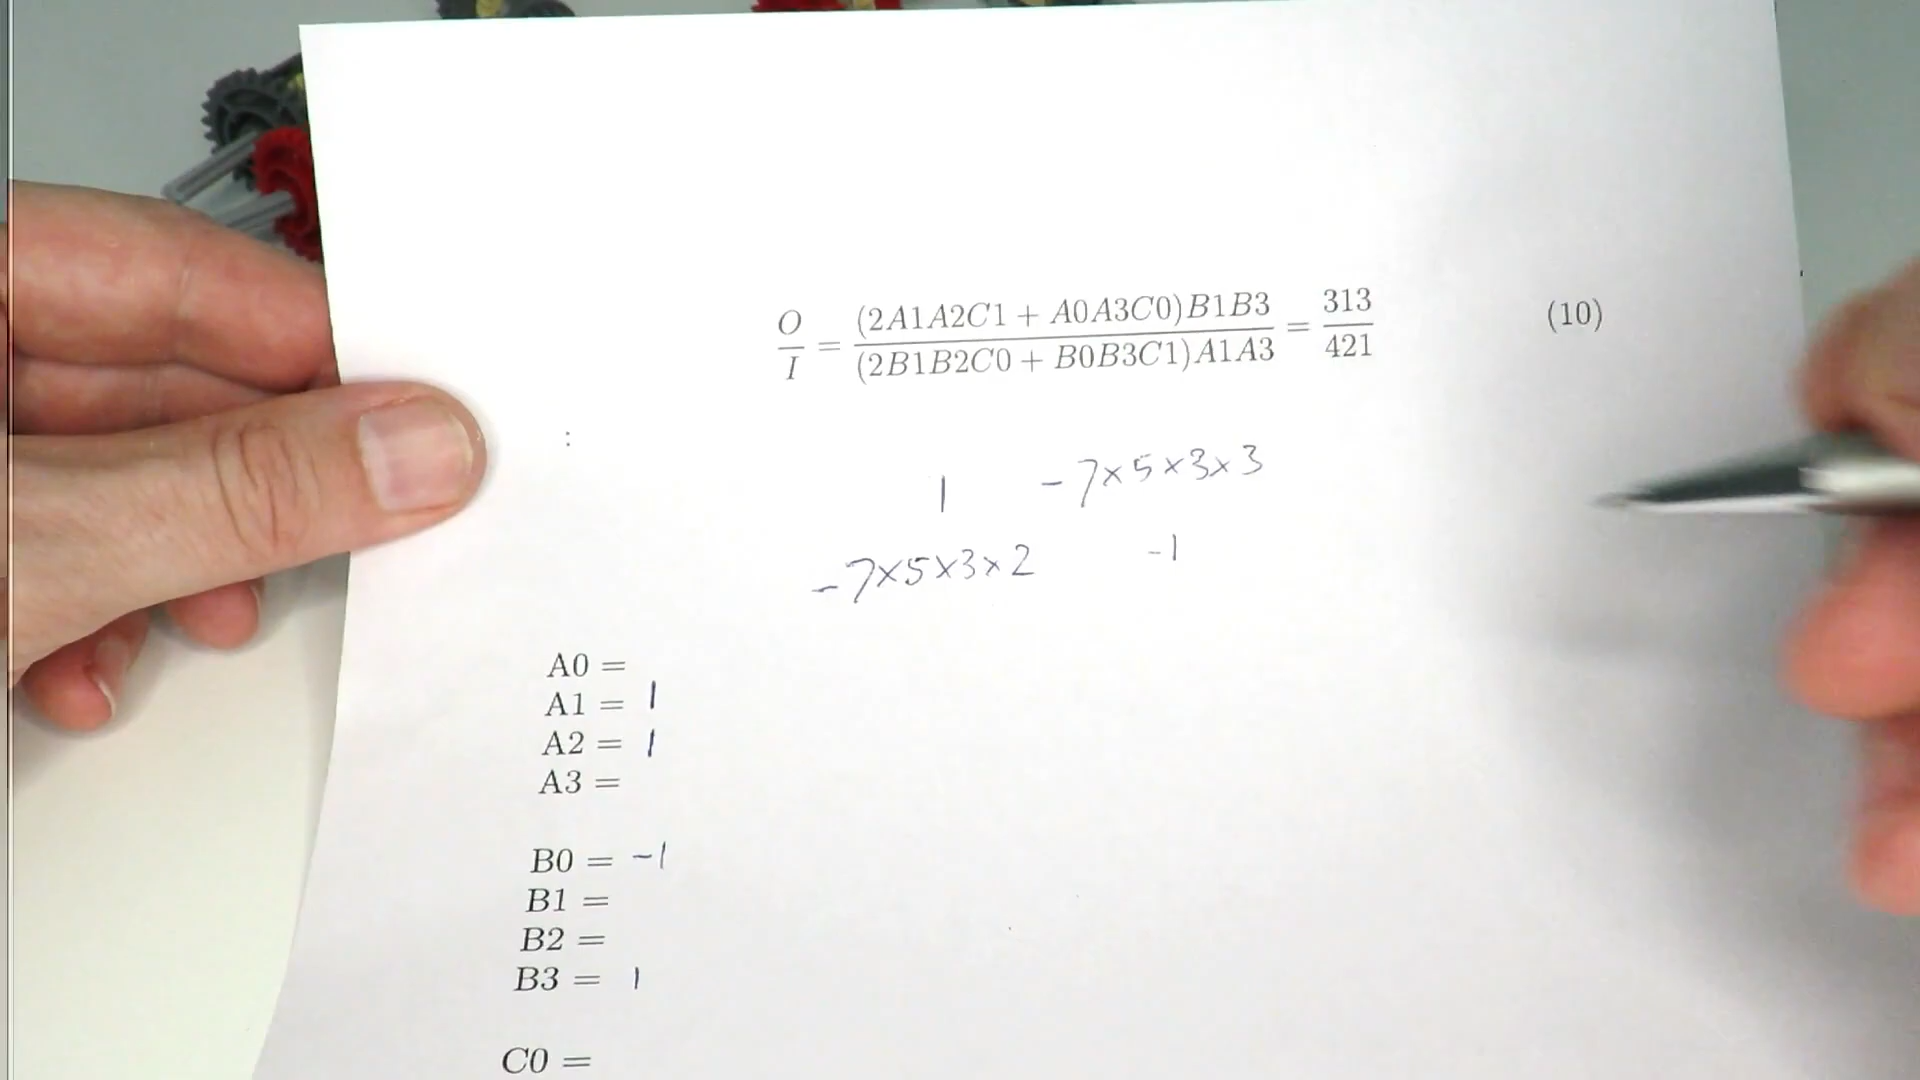 O/I = (2A1A2C1 + A0A3C0)B1B3 / (2B1B2C0 + B0B3C1)A1A3 = 313/421 (10)
:
1 -7×5×3×3
-7×5×3×2 -1
A0 =
A1 = 1
A2 = 1
A3 =
B0 = -1
B1 =
B2 =
B3 = 1
C0 =